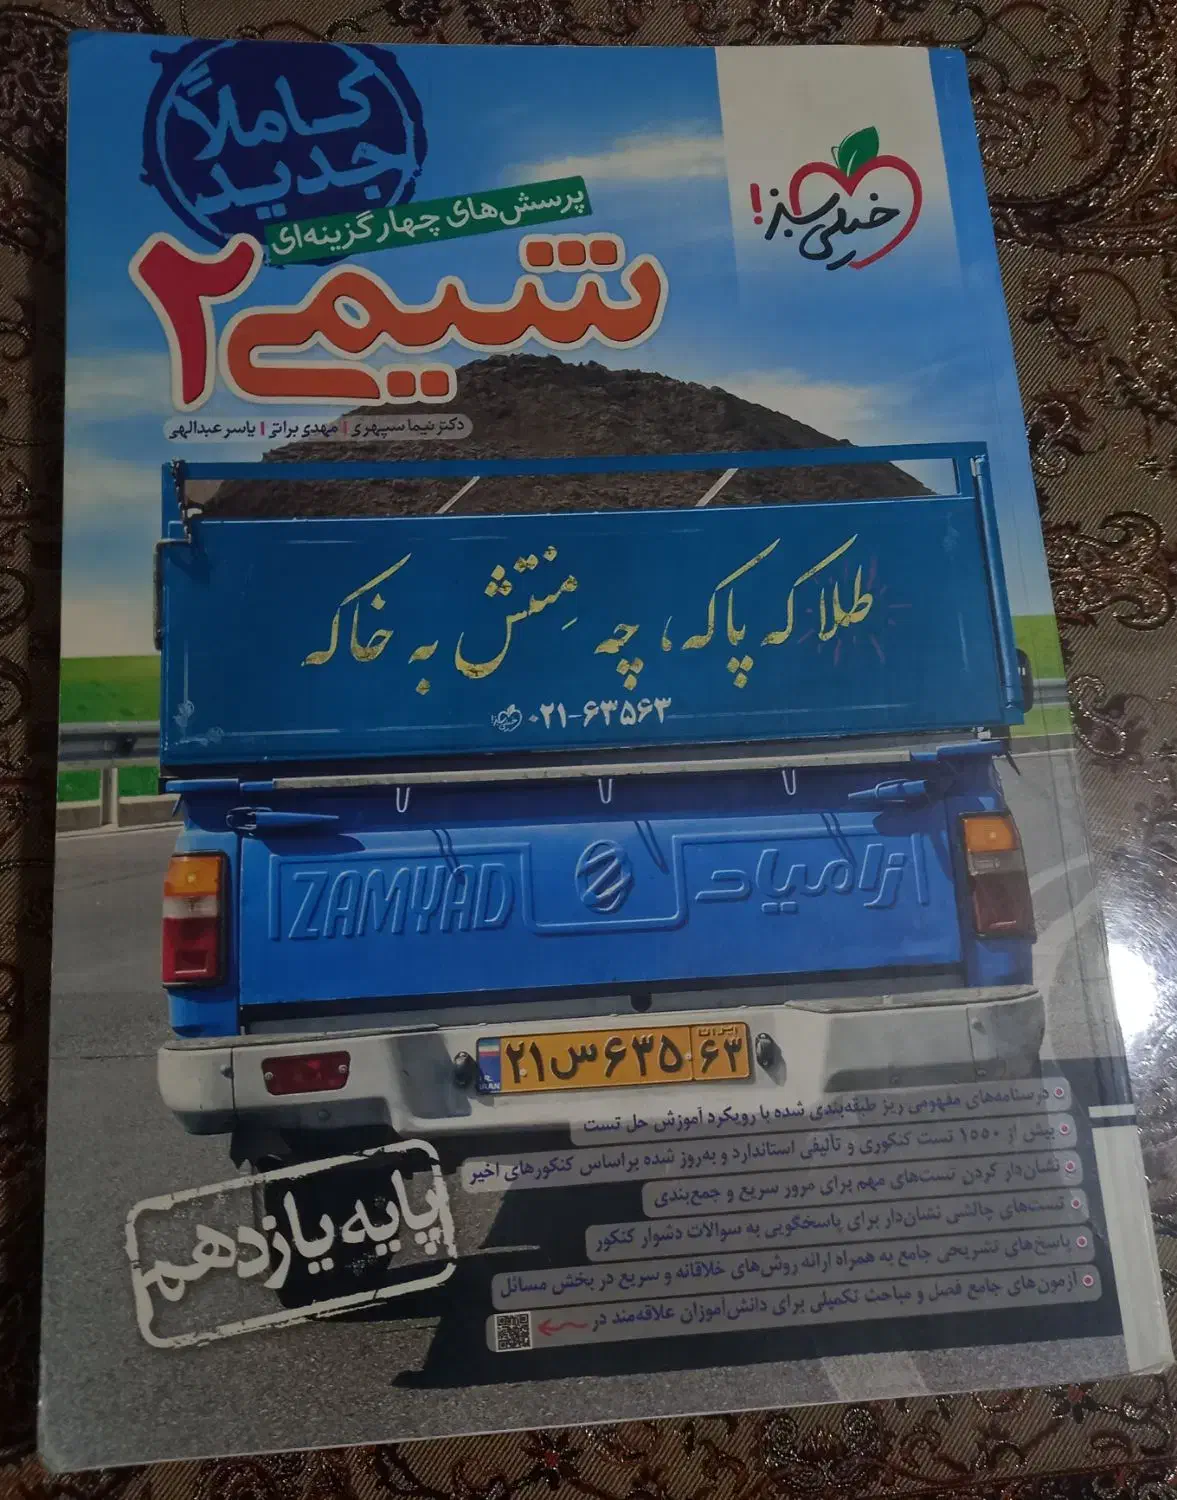 کاملاً
جدید
خیلی سبز!
پرسش‌های چهارگزینه‌ای
شیمی ۲
دکتر نیما سپهری | مهدی براتی | یاسر عبدالهی
طلا که پاکه، چه منتش به خاکه
۰۲۱-۶۳۵۶۳
خیلی سبز
ZAMYAD زامیاد
I.R. IRAN ۲۱ س ۶۳۵ ایران ۶۳
درسنامه‌های مفهومی ریز طبقه‌بندی شده با رویکرد آموزش حل تست
بیش از ۱۵۵۰ تست کنکوری و تألیفی استاندارد و به‌روز شده براساس کنکورهای اخیر
نشان‌دار کردن تست‌های مهم برای مرور سریع و جمع‌بندی
تست‌های چالشی نشان‌دار برای پاسخگویی به سوالات دشوار کنکور
پاسخ‌های تشریحی جامع به همراه ارائه روش‌های خلاقانه و سریع در بخش مسائل
آزمون‌های جامع فصل و مباحث تکمیلی برای دانش‌آموزان علاقه‌مند در
پایه یازدهم